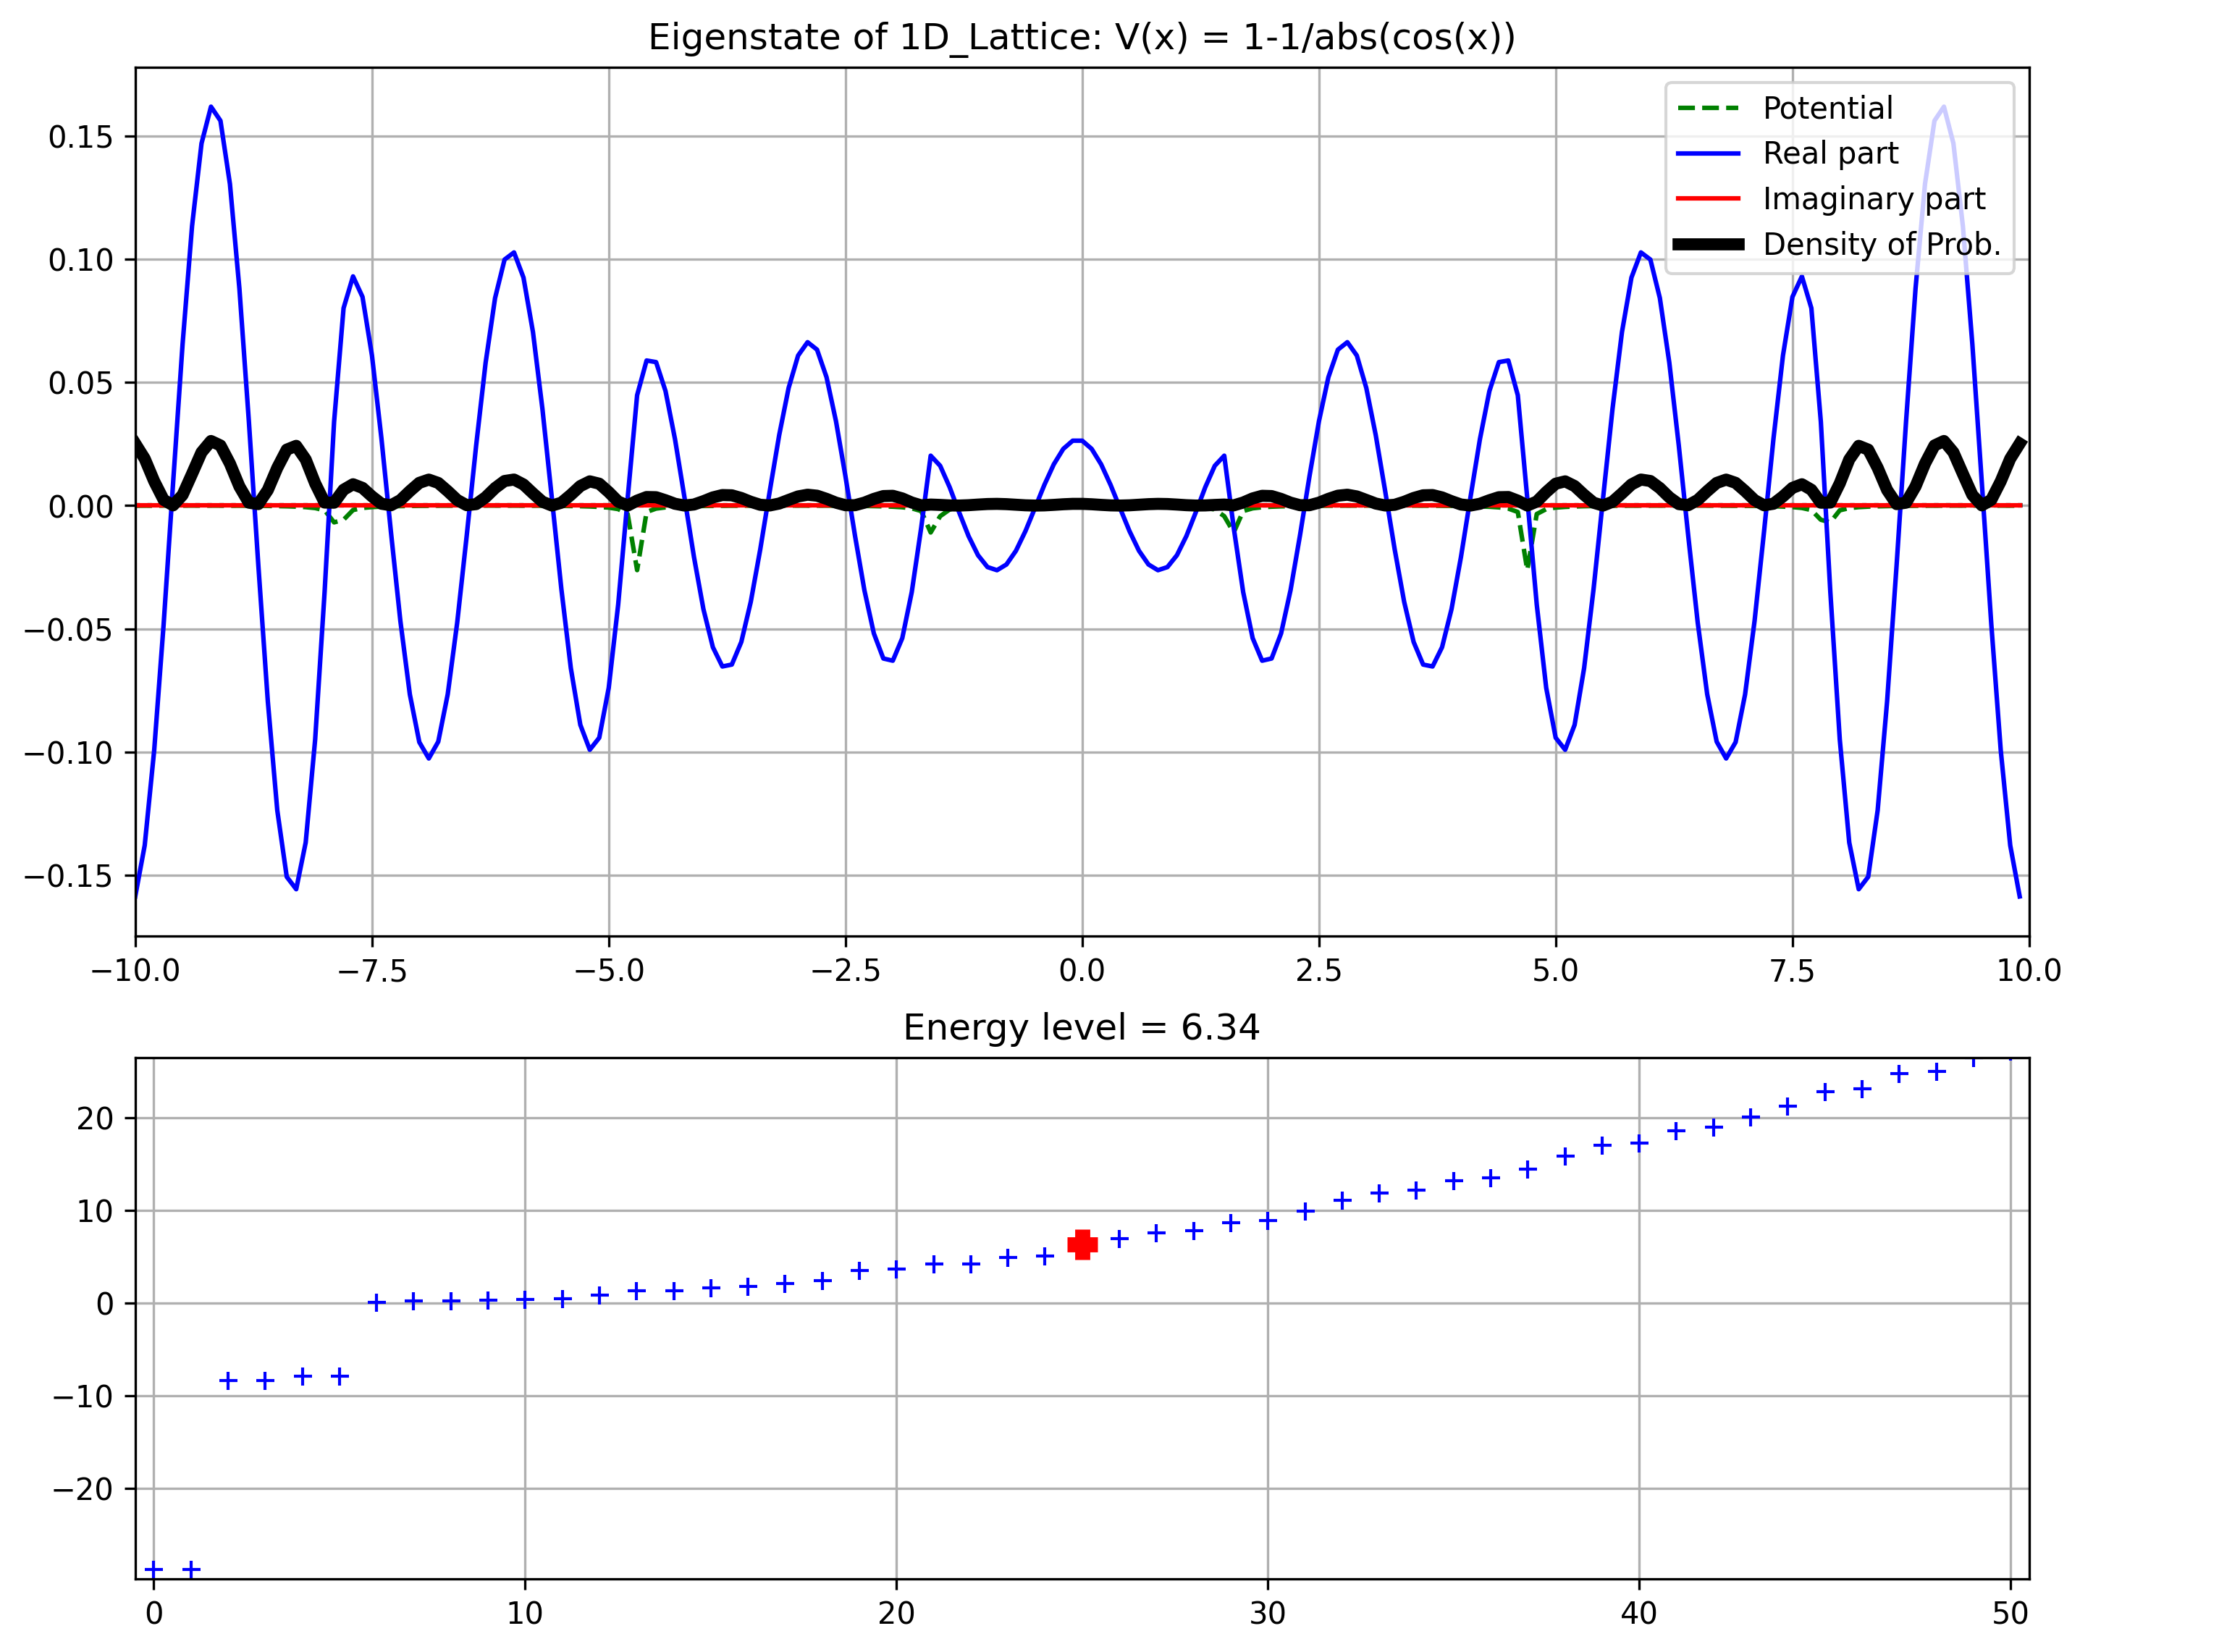 Eigenstate of 1D_Lattice: V(x) = 1-1/abs(cos(x))
Potential
Real part
Imaginary part
Density of Prob.
0.15
0.10
0.05
0.00
−0.05
−0.10
−0.15
−10.0 −7.5 −5.0 −2.5 0.0 2.5 5.0 7.5 10.0
Energy level = 6.34
20
10
0
−10
−20
0 10 20 30 40 50